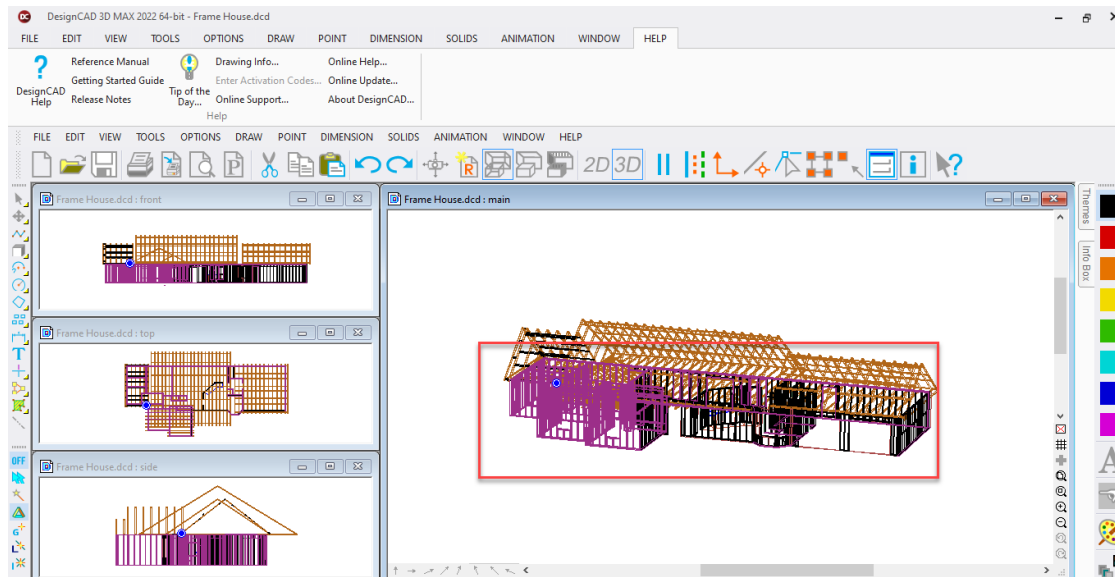 DC DesignCAD 3D MAX 2022 64-bit - Frame House.dcd
FILE EDIT VIEW TOOLS OPTIONS DRAW POINT DIMENSION SOLIDS ANIMATION WINDOW HELP
Reference Manual Drawing Info... Online Help...
Getting Started Guide Enter Activation Codes... Online Update...
DesignCAD Help Release Notes Tip of the Day... Online Support... About DesignCAD...
Help
FILE EDIT VIEW TOOLS OPTIONS DRAW POINT DIMENSION SOLIDS ANIMATION WINDOW HELP
R P 2D 3D
Frame House.dcd : front
Frame House.dcd : main
Themes
Info Box
Frame House.dcd : top
T
Frame House.dcd : side
OFF
G
L
I
A